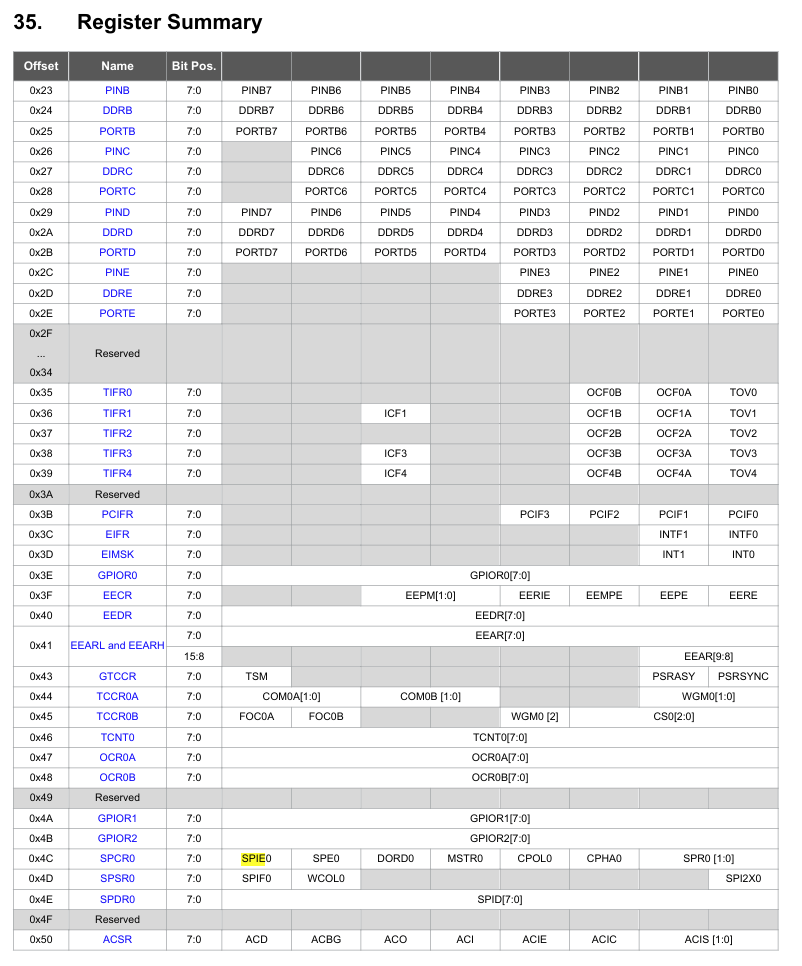 35. Register Summary
Offset Name Bit Pos.
0x23 PINB 7:0 PINB7 PINB6 PINB5 PINB4 PINB3 PINB2 PINB1 PINB0
0x24 DDRB 7:0 DDRB7 DDRB6 DDRB5 DDRB4 DDRB3 DDRB2 DDRB1 DDRB0
0x25 PORTB 7:0 PORTB7 PORTB6 PORTB5 PORTB4 PORTB3 PORTB2 PORTB1 PORTB0
0x26 PINC 7:0 PINC6 PINC5 PINC4 PINC3 PINC2 PINC1 PINC0
0x27 DDRC 7:0 DDRC6 DDRC5 DDRC4 DDRC3 DDRC2 DDRC1 DDRC0
0x28 PORTC 7:0 PORTC6 PORTC5 PORTC4 PORTC3 PORTC2 PORTC1 PORTC0
0x29 PIND 7:0 PIND7 PIND6 PIND5 PIND4 PIND3 PIND2 PIND1 PIND0
0x2A DDRD 7:0 DDRD7 DDRD6 DDRD5 DDRD4 DDRD3 DDRD2 DDRD1 DDRD0
0x2B PORTD 7:0 PORTD7 PORTD6 PORTD5 PORTD4 PORTD3 PORTD2 PORTD1 PORTD0
0x2C PINE 7:0 PINE3 PINE2 PINE1 PINE0
0x2D DDRE 7:0 DDRE3 DDRE2 DDRE1 DDRE0
0x2E PORTE 7:0 PORTE3 PORTE2 PORTE1 PORTE0
0x2F
... Reserved
0x34
0x35 TIFR0 7:0 OCF0B OCF0A TOV0
0x36 TIFR1 7:0 ICF1 OCF1B OCF1A TOV1
0x37 TIFR2 7:0 OCF2B OCF2A TOV2
0x38 TIFR3 7:0 ICF3 OCF3B OCF3A TOV3
0x39 TIFR4 7:0 ICF4 OCF4B OCF4A TOV4
0x3A Reserved
0x3B PCIFR 7:0 PCIF3 PCIF2 PCIF1 PCIF0
0x3C EIFR 7:0 INTF1 INTF0
0x3D EIMSK 7:0 INT1 INT0
0x3E GPIOR0 7:0 GPIOR0[7:0]
0x3F EECR 7:0 EEPM[1:0] EERIE EEMPE EEPE EERE
0x40 EEDR 7:0 EEDR[7:0]
0x41 EEARL and EEARH 7:0 EEAR[7:0]
15:8 EEAR[9:8]
0x43 GTCCR 7:0 TSM PSRASY PSRSYNC
0x44 TCCR0A 7:0 COM0A[1:0] COM0B [1:0] WGM0[1:0]
0x45 TCCR0B 7:0 FOC0A FOC0B WGM0 [2] CS0[2:0]
0x46 TCNT0 7:0 TCNT0[7:0]
0x47 OCR0A 7:0 OCR0A[7:0]
0x48 OCR0B 7:0 OCR0B[7:0]
0x49 Reserved
0x4A GPIOR1 7:0 GPIOR1[7:0]
0x4B GPIOR2 7:0 GPIOR2[7:0]
0x4C SPCR0 7:0 SPIE0 SPE0 DORD0 MSTR0 CPOL0 CPHA0 SPR0 [1:0]
0x4D SPSR0 7:0 SPIF0 WCOL0 SPI2X0
0x4E SPDR0 7:0 SPID[7:0]
0x4F Reserved
0x50 ACSR 7:0 ACD ACBG ACO ACI ACIE ACIC ACIS [1:0]